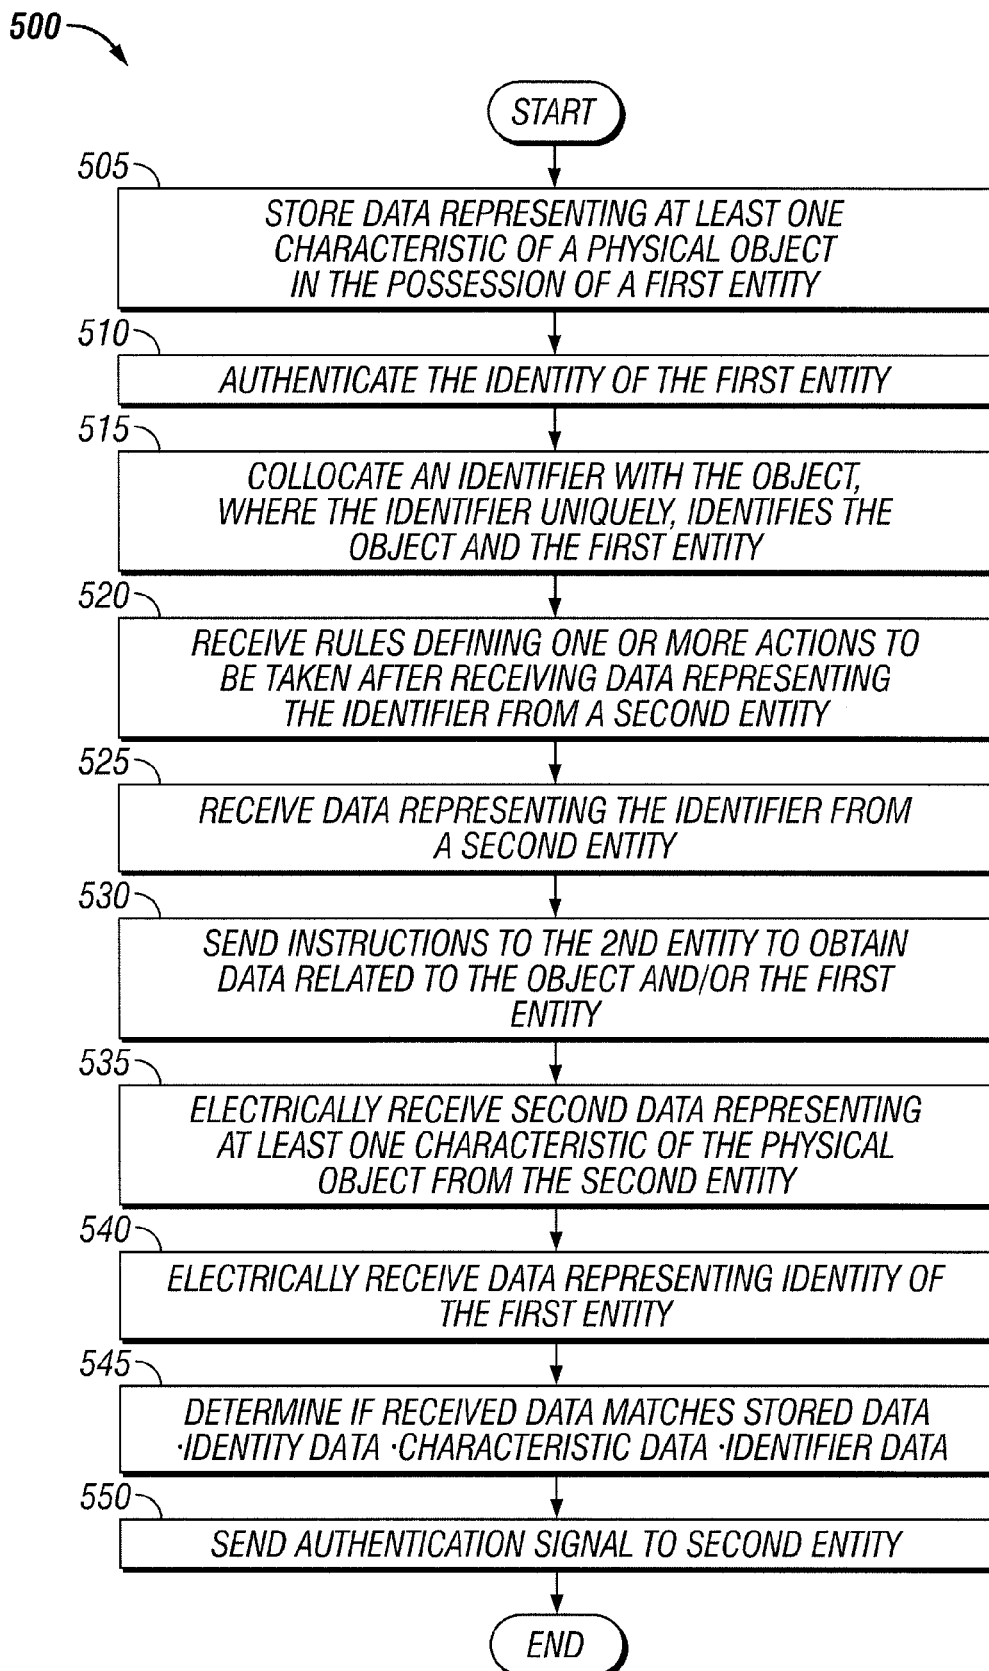 500
START
505
STORE DATA REPRESENTING AT LEAST ONE
CHARACTERISTIC OF A PHYSICAL OBJECT
IN THE POSSESSION OF A FIRST ENTITY
510
AUTHENTICATE THE IDENTITY OF THE FIRST ENTITY
515
COLLOCATE AN IDENTIFIER WITH THE OBJECT,
WHERE THE IDENTIFIER UNIQUELY, IDENTIFIES THE
OBJECT AND THE FIRST ENTITY
520
RECEIVE RULES DEFINING ONE OR MORE ACTIONS TO
BE TAKEN AFTER RECEIVING DATA REPRESENTING
THE IDENTIFIER FROM A SECOND ENTITY
525
RECEIVE DATA REPRESENTING THE IDENTIFIER FROM
A SECOND ENTITY
530
SEND INSTRUCTIONS TO THE 2ND ENTITY TO OBTAIN
DATA RELATED TO THE OBJECT AND/OR THE FIRST
ENTITY
535
ELECTRICALLY RECEIVE SECOND DATA REPRESENTING
AT LEAST ONE CHARACTERISTIC OF THE PHYSICAL
OBJECT FROM THE SECOND ENTITY
540
ELECTRICALLY RECEIVE DATA REPRESENTING IDENTITY OF
THE FIRST ENTITY
545
DETERMINE IF RECEIVED DATA MATCHES STORED DATA
·IDENTITY DATA ·CHARACTERISTIC DATA ·IDENTIFIER DATA
550
SEND AUTHENTICATION SIGNAL TO SECOND ENTITY
END